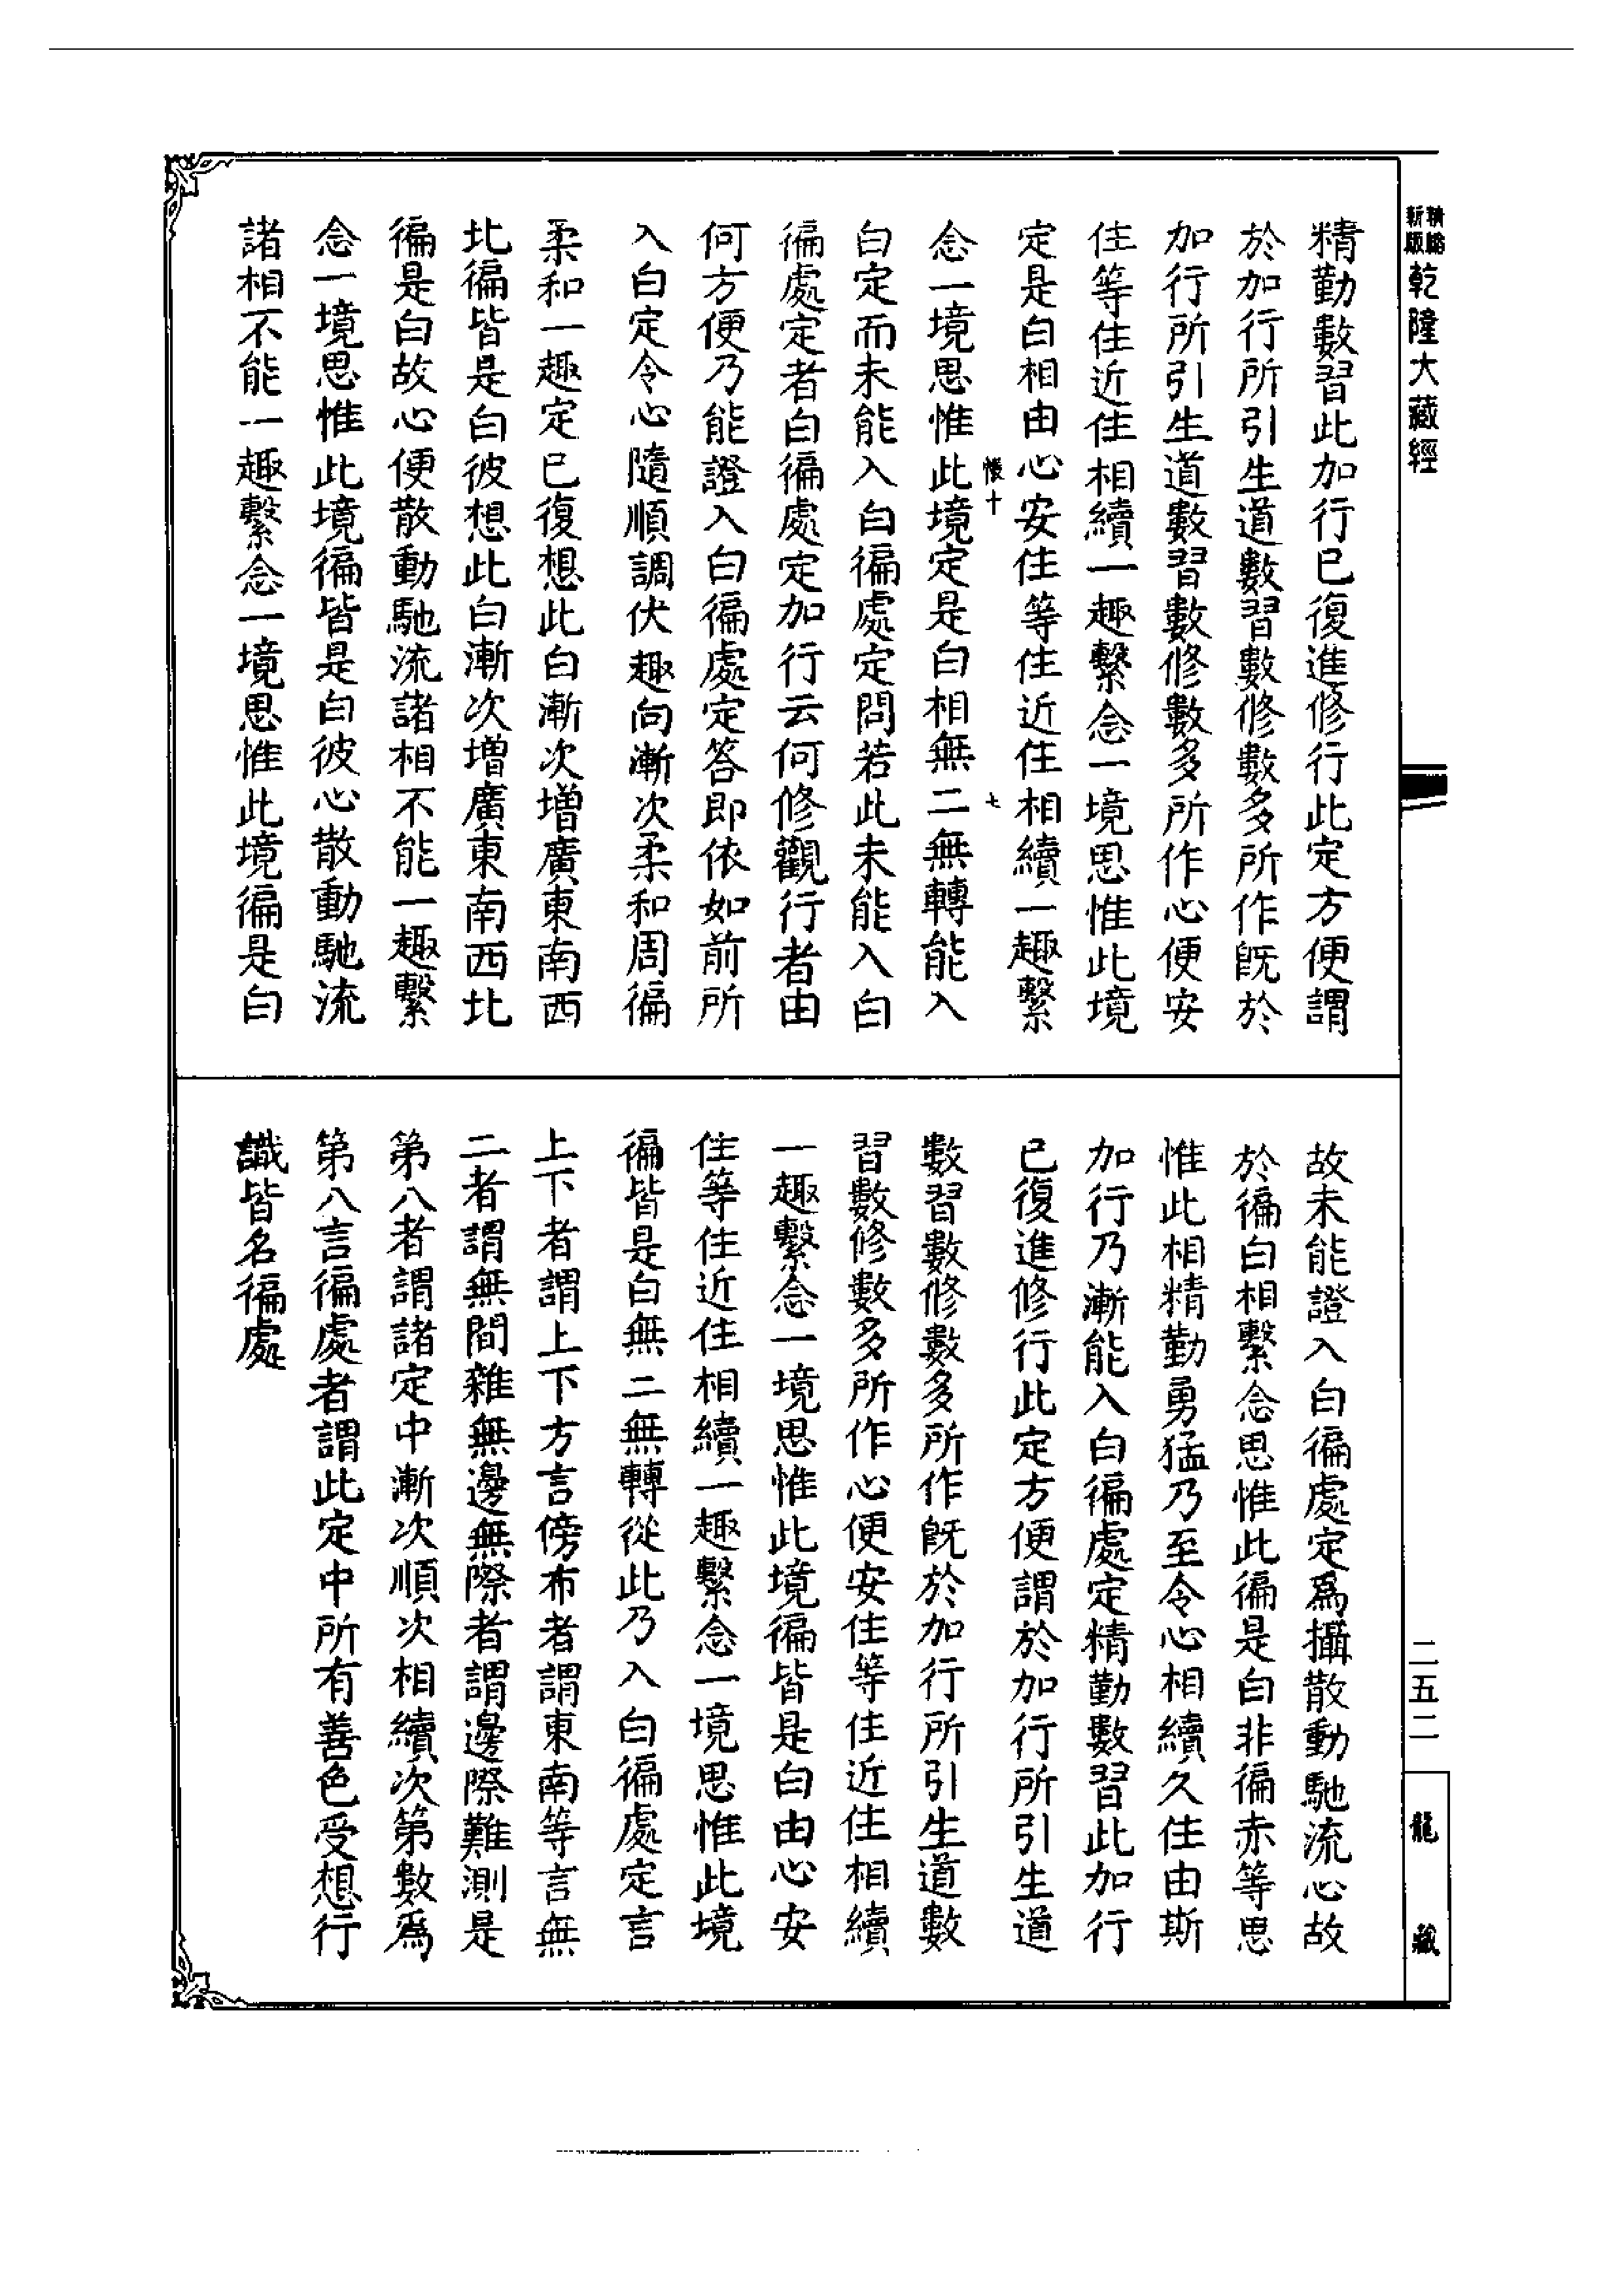 精勤數習此加行已復進修行此定方便謂
於加行所引生道數習數修數多所作旣於
加行所引生道數習數修數多所作心便安
住等住近住相續一趣繫念一境思惟此境
定是白相由心安住等住近住相續一趣繫
念一境思惟此境定是白相無二無轉能入
白定而未能入白徧處定問若此未能入白
徧處定者白徧處定加行云何修觀行者由
何方便乃能證入白徧處定答即依如前所
入白定令心隨順調伏趣向漸次柔和周徧
柔和一趣定已復想此白漸次增廣東南西
北徧皆是白彼想此白漸次增廣東南西北
徧是白故心便散動馳流諸相不能一趣繫
念一境思惟此境徧皆是白彼心散動馳流
諸相不能一趣繫念一境思惟此境徧是白
故未能證入白徧處定爲攝散動馳流心故
於徧白相繫念思惟此徧是白非徧赤等思
惟此相精勤勇猛乃至令心相續久住由斯
加行乃漸能入白徧處定精勤數習此加行
已復進修行此定方便謂於加行所引生道
數習數修數多所作旣於加行所引生道數
習數修數多所作心便安住等住近住相續
一趣繫念一境思惟此境徧皆是白由心安
住等住近住相續一趣繫念一境思惟此境
徧皆是白無二無轉從此乃入白徧處定言
上下者謂上下方言傍布者謂東南等言無
二者謂無間雜無邊無際者謂邊際難測是
第八者謂諸定中漸次順次相續次第數爲
第八言徧處者謂此定中所有善色受想行
識皆名徧處
乾隆大藏經
二五二
龍藏
十
七